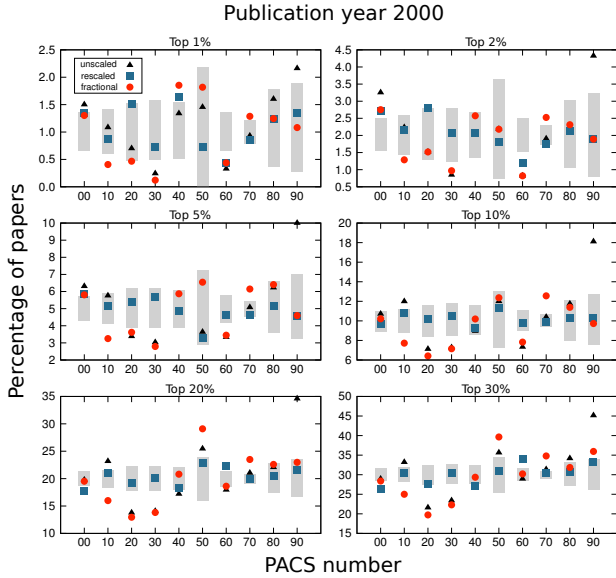 Publication year 2000
Top 1%
Top 2%
unscaled
rescaled
fractional
2.5
2.0
1.5
1.0
0.5
0.0
00 10 20 30 40 50 60 70 80 90
4.5
4.0
3.5
3.0
2.5
2.0
1.5
1.0
0.5
00 10 20 30 40 50 60 70 80 90
Percentage of papers
Top 5%
Top 10%
10
9
8
7
6
5
4
3
2
00 10 20 30 40 50 60 70 80 90
20
18
16
14
12
10
8
6
00 10 20 30 40 50 60 70 80 90
Top 20%
Top 30%
35
30
25
20
15
10
00 10 20 30 40 50 60 70 80 90
50
45
40
35
30
25
20
15
00 10 20 30 40 50 60 70 80 90
PACS number